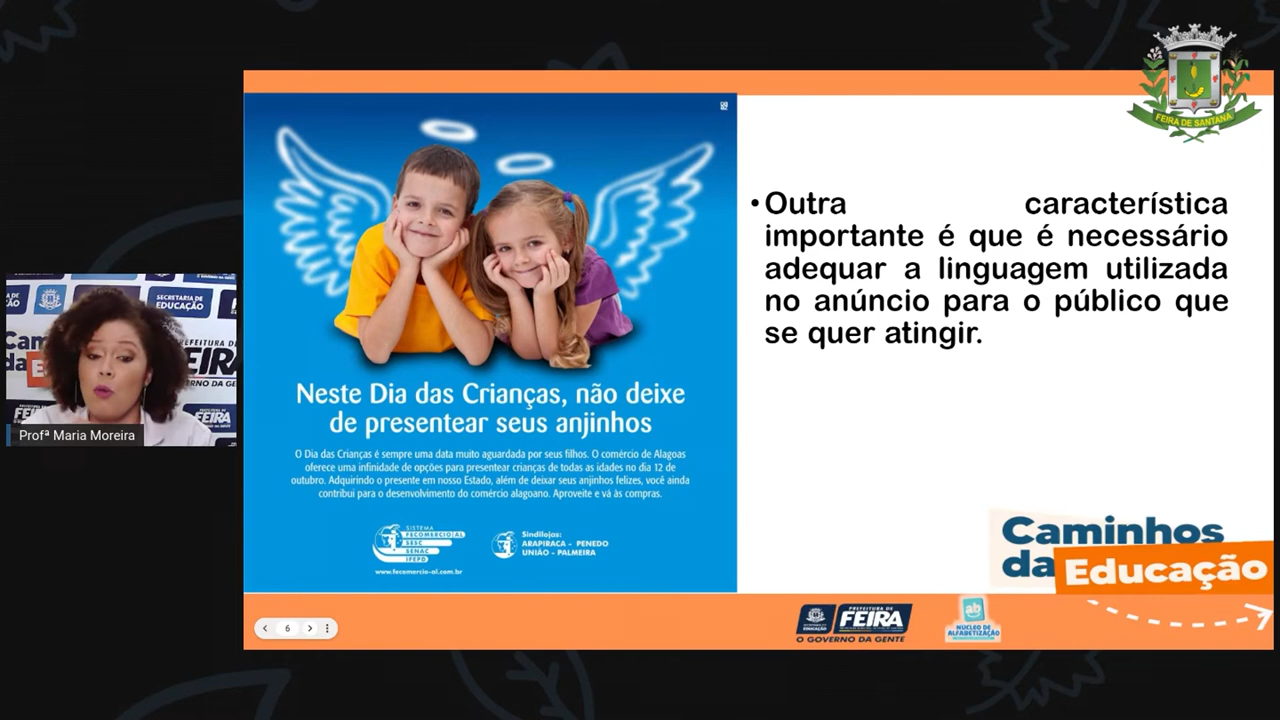 FEIRA DE SANTANA
Outra característica
importante é que é necessário
adequar a linguagem utilizada
no anúncio para o público que
se quer atingir.
Neste Dia das Crianças, não deixe
de presentear seus anjinhos
O Dia das Crianças é sempre uma data muito aguardada por seus filhos. O comércio de Alagoas
oferece uma infinidade de opções para presentear crianças de todas as idades no dia 12 de
outubro. Adquirindo o presente em nosso Estado, além de deixar seus anjinhos felizes, você ainda
contribui para o desenvolvimento do comércio alagoano. Aproveite e vá às compras.
SISTEMA
FECOMERCIO AL
SESC
SENAC
IFEPD
www.fecomercio-al.com.br
Sindilojas:
ARAPIRACA - PENEDO
UNIÃO - PALMEIRA
SECRETARIA DE
EDUCAÇÃO
Profª Maria Moreira
Caminhos
da Educação
6
PREFEITURA DE
FEIRA
EDUCAÇÃO
O GOVERNO DA GENTE
ab
NÚCLEO DE
ALFABETIZAÇÃO